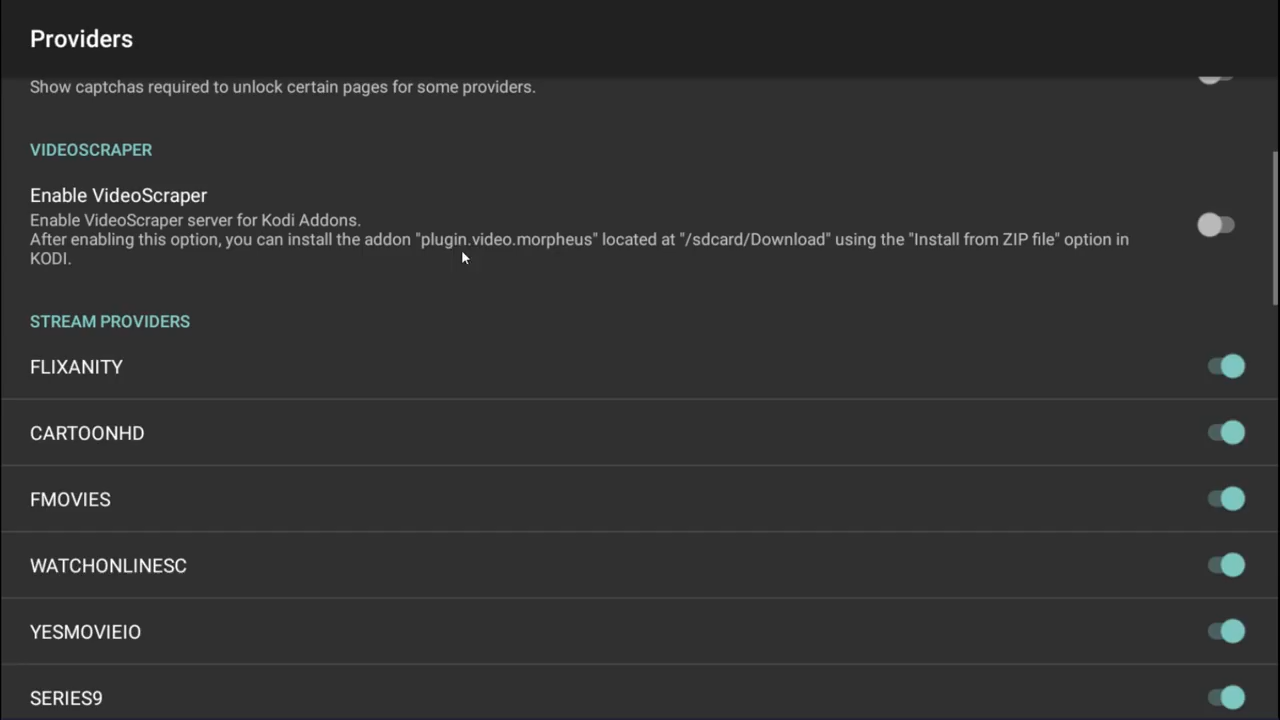 Providers
Show captchas required to unlock certain pages for some providers.
VIDEOSCRAPER
Enable VideoScraper
Enable VideoScraper server for Kodi Addons.
After enabling this option, you can install the addon "plugin.video.morpheus" located at "/sdcard/Download" using the "Install from ZIP file" option in
KODI.
STREAM PROVIDERS
FLIXANITY
CARTOONHD
FMOVIES
WATCHONLINESC
YESMOVIEIO
SERIES9